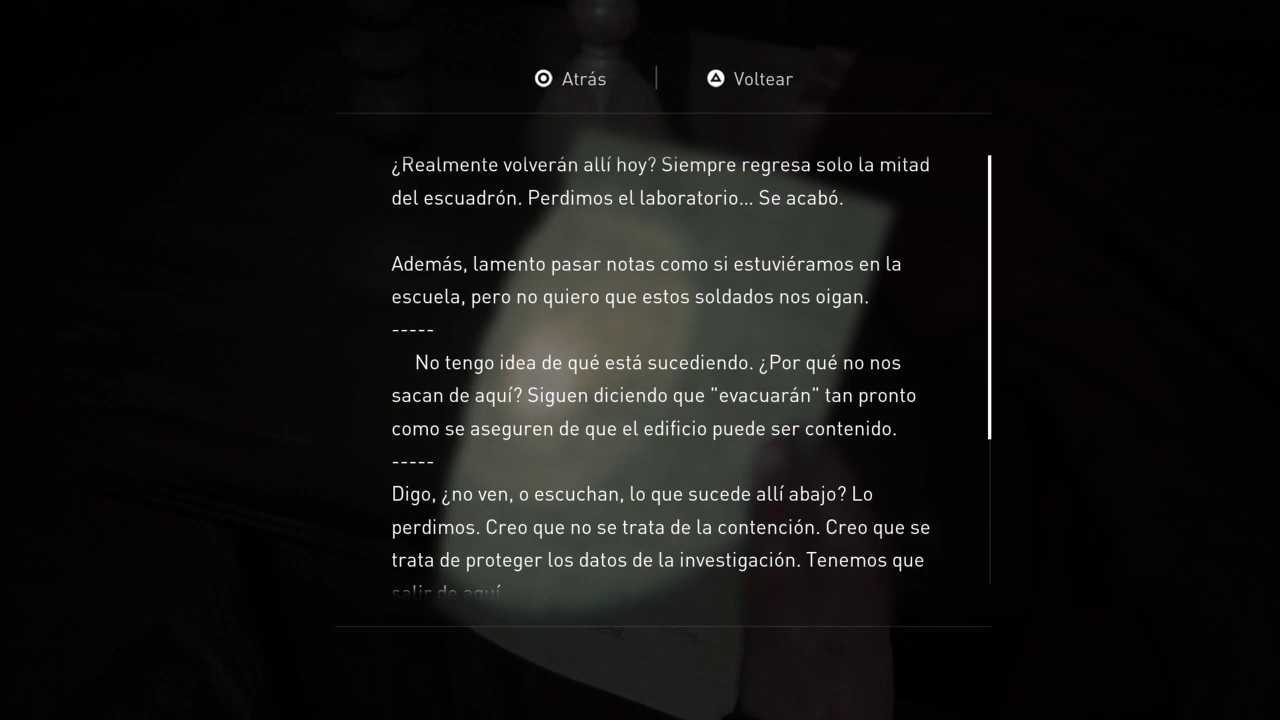 Atrás
Voltear
¿Realmente volverán allí hoy? Siempre regresa solo la mitad
del escuadrón. Perdimos el laboratorio... Se acabó.
Además, lamento pasar notas como si estuviéramos en la
escuela, pero no quiero que estos soldados nos oigan.
-----
No tengo idea de qué está sucediendo. ¿Por qué no nos
sacan de aquí? Siguen diciendo que "evacuarán" tan pronto
como se aseguren de que el edificio puede ser contenido.
-----
Digo, ¿no ven, o escuchan, lo que sucede allí abajo? Lo
perdimos. Creo que no se trata de la contención. Creo que se
trata de proteger los datos de la investigación. Tenemos que
salir de aquí.